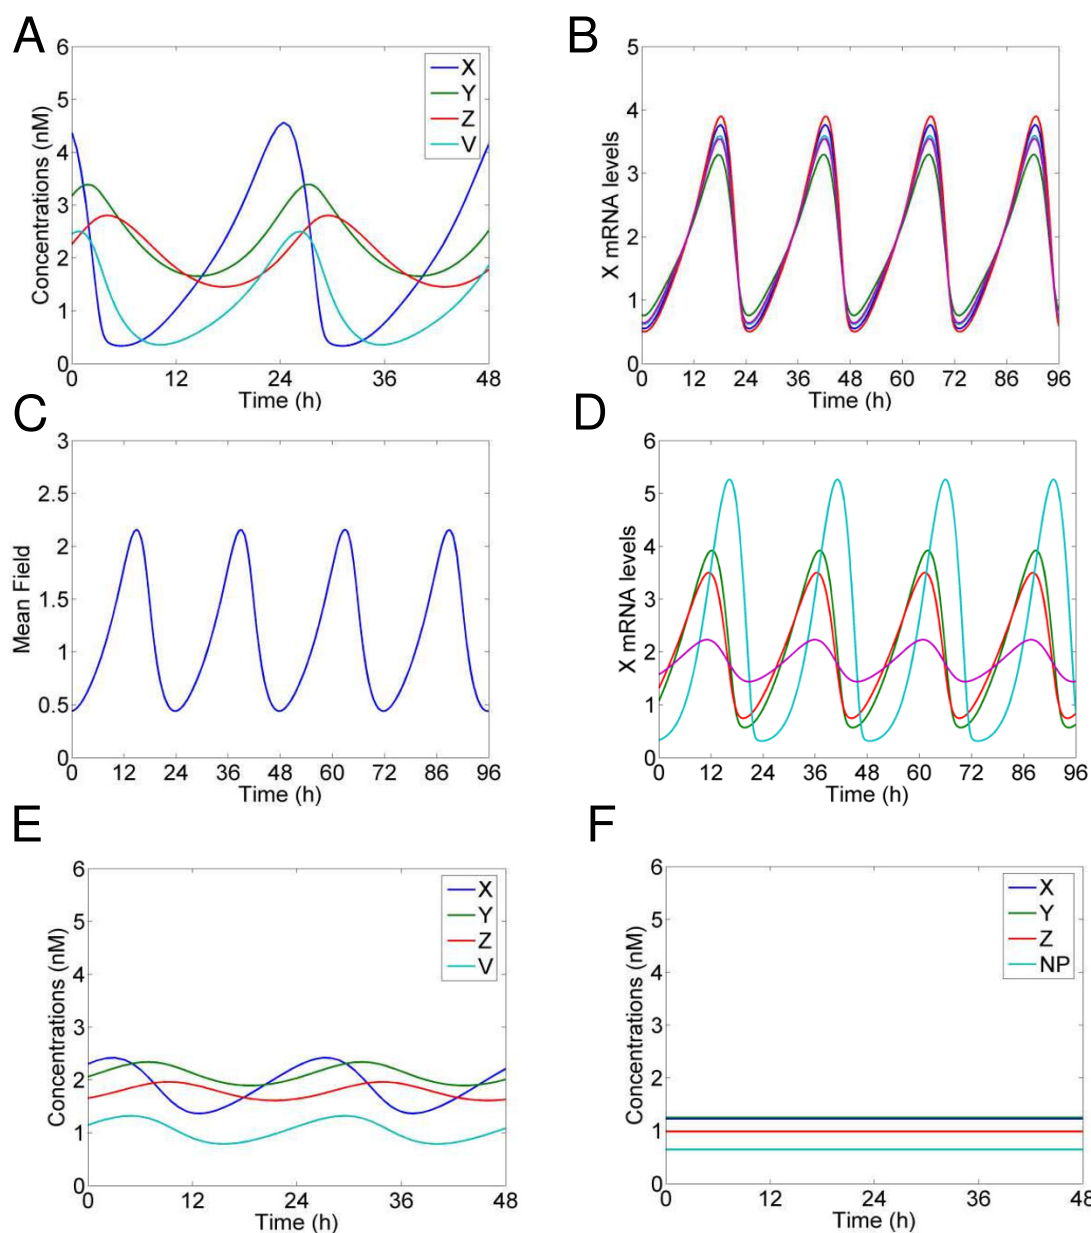 A
Concentrations (nM)
6
5
4
3
2
1
0
X
Y
Z
V
0 12 24 36 48
Time (h)
B
X mRNA levels
5
4
3
2
1
0
0 12 24 36 48 60 72 84 96
Time (h)
C
Mean Field
3
2.5
2
1.5
1
0.5
0
0 12 24 36 48 60 72 86 96
Time (h)
D
X mRNA levels
6
5
4
3
2
1
0
0 12 24 36 48 60 72 86 96
Time (h)
E
Concentrations (nM)
6
5
4
3
2
1
0
X
Y
Z
V
0 12 24 36 48
Time (h)
F
Concentrations (nM)
6
5
4
3
2
1
0
X
Y
Z
NP
0 12 24 36 48
Time (h)